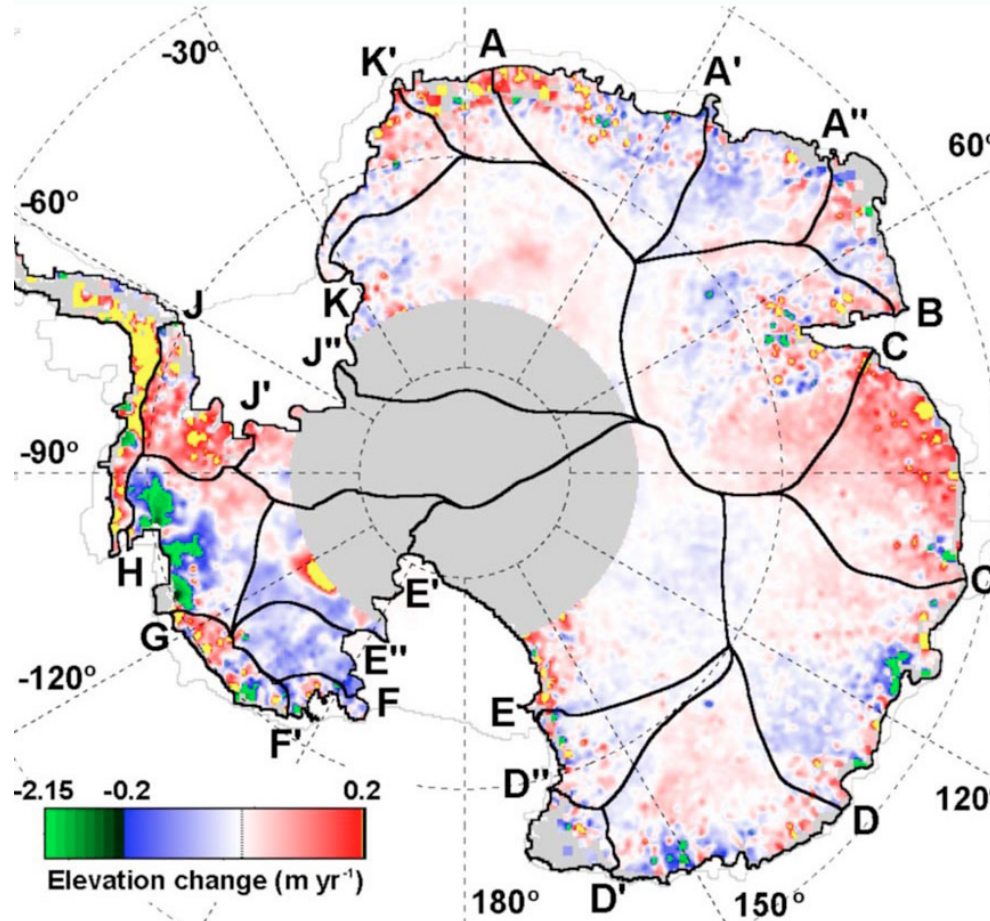 A
K'
A'
-30°
A"
60°
-60°
K
B
J
C
J"
J'
-90°
H
C'
E'
G
E"
-120°
F
E
F'
D"
-2.15 -0.2 0.2
120°
D
Elevation change (m yr⁻¹)
D'
180°
150°